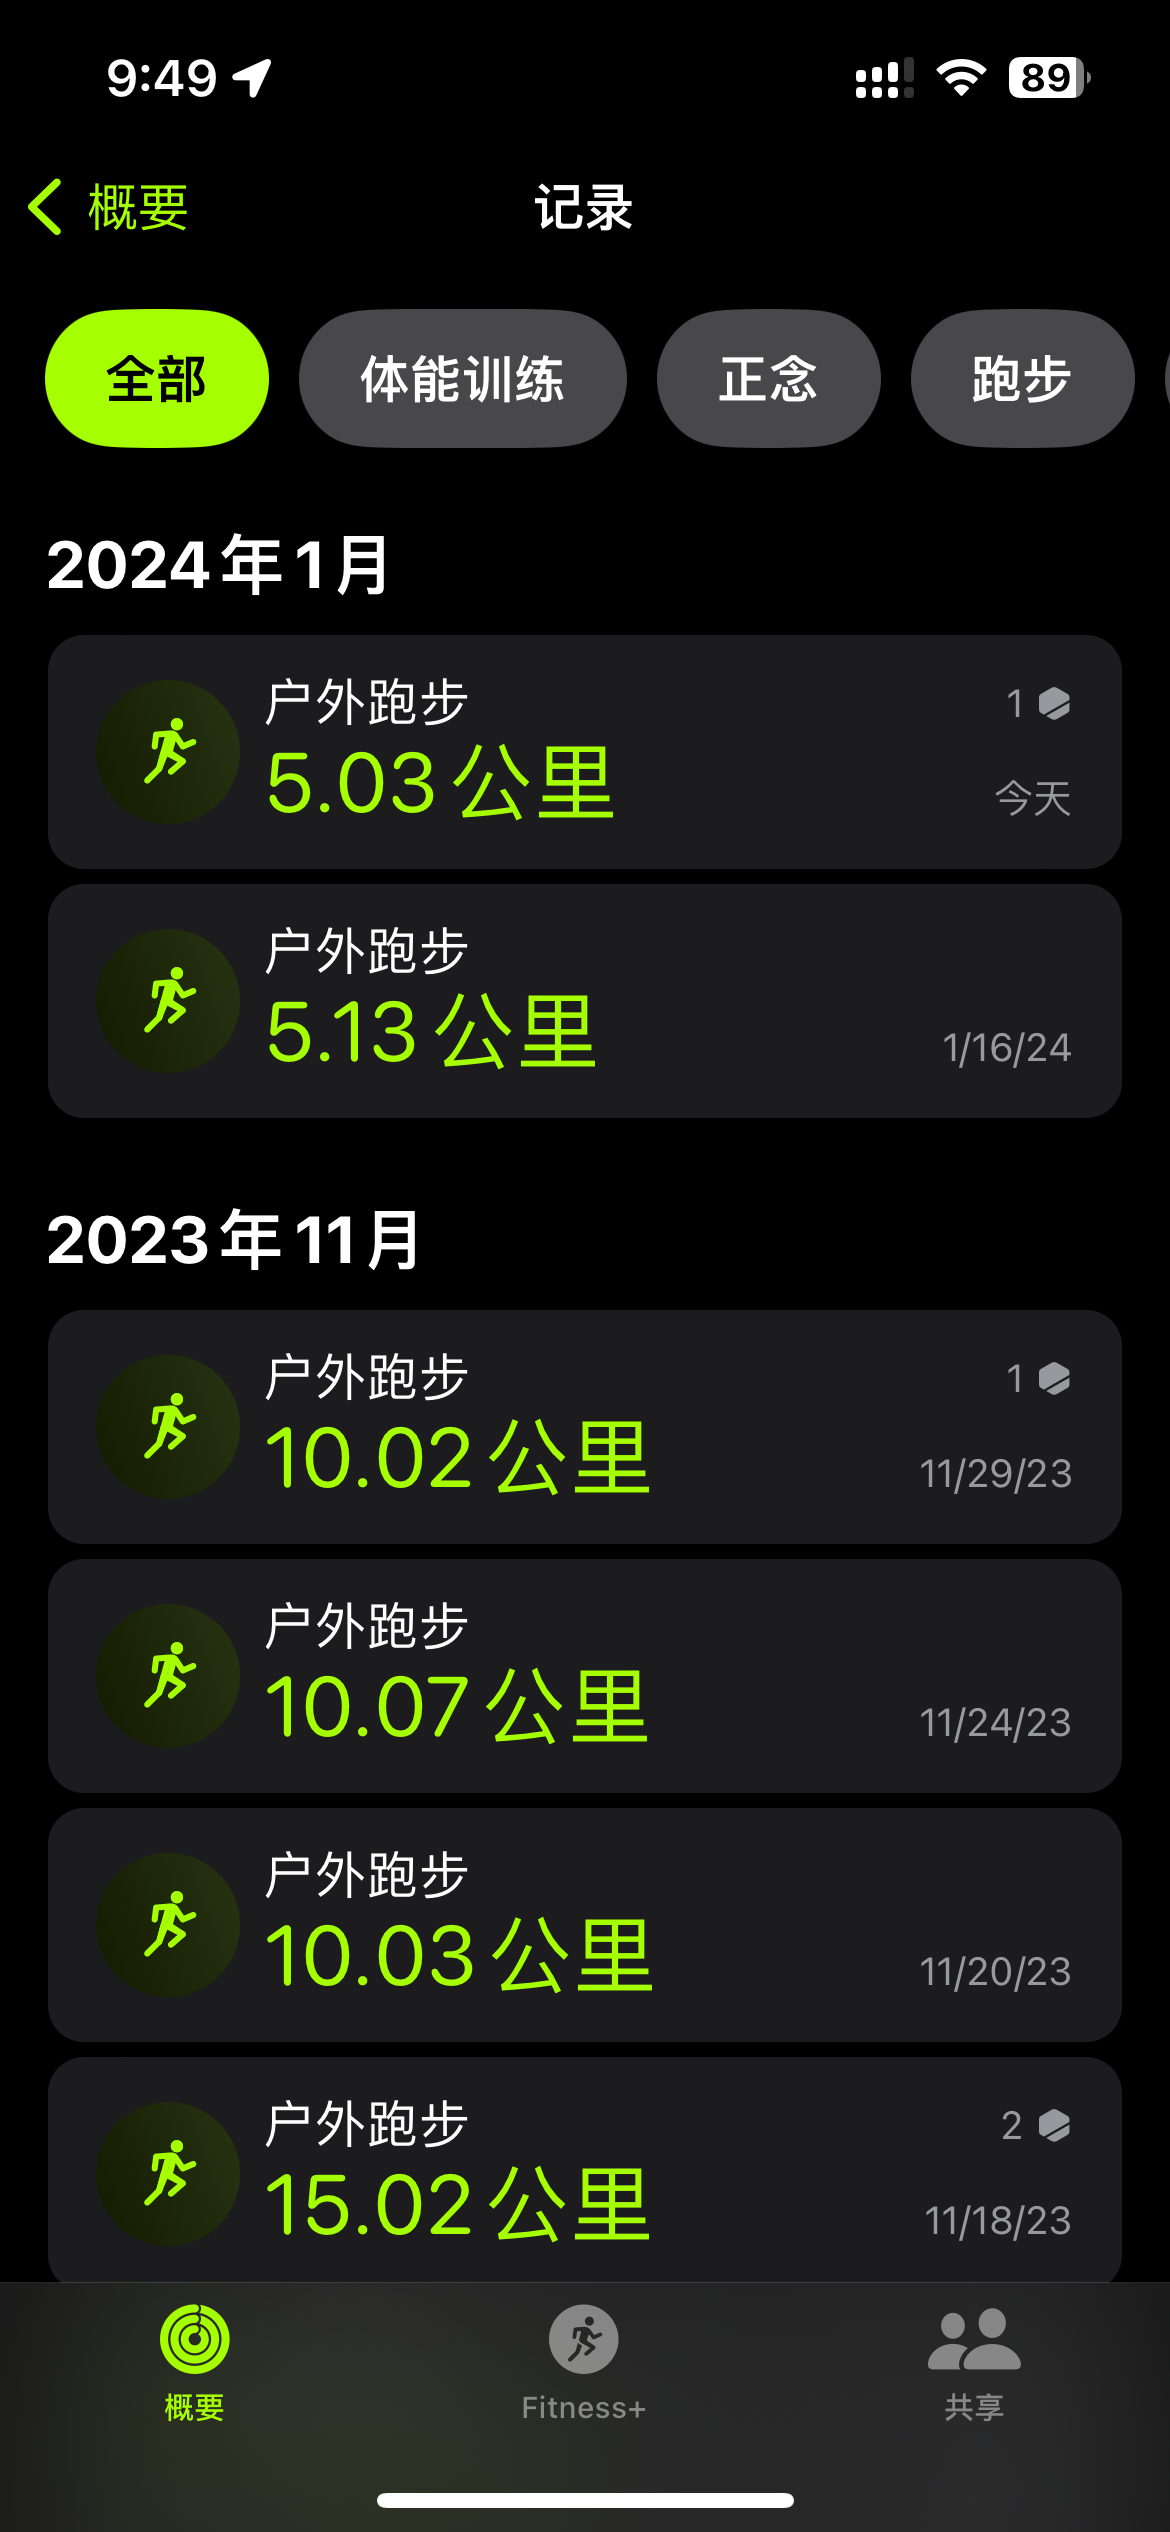 9:49
89
概要
记录
全部
体能训练
正念
跑步
2024年1月
户外跑步
1
5.03公里
今天
户外跑步
5.13公里
1/16/24
2023年11月
户外跑步
1
10.02公里
11/29/23
户外跑步
10.07公里
11/24/23
户外跑步
10.03公里
11/20/23
户外跑步
2
15.02公里
11/18/23
概要
Fitness+
共享